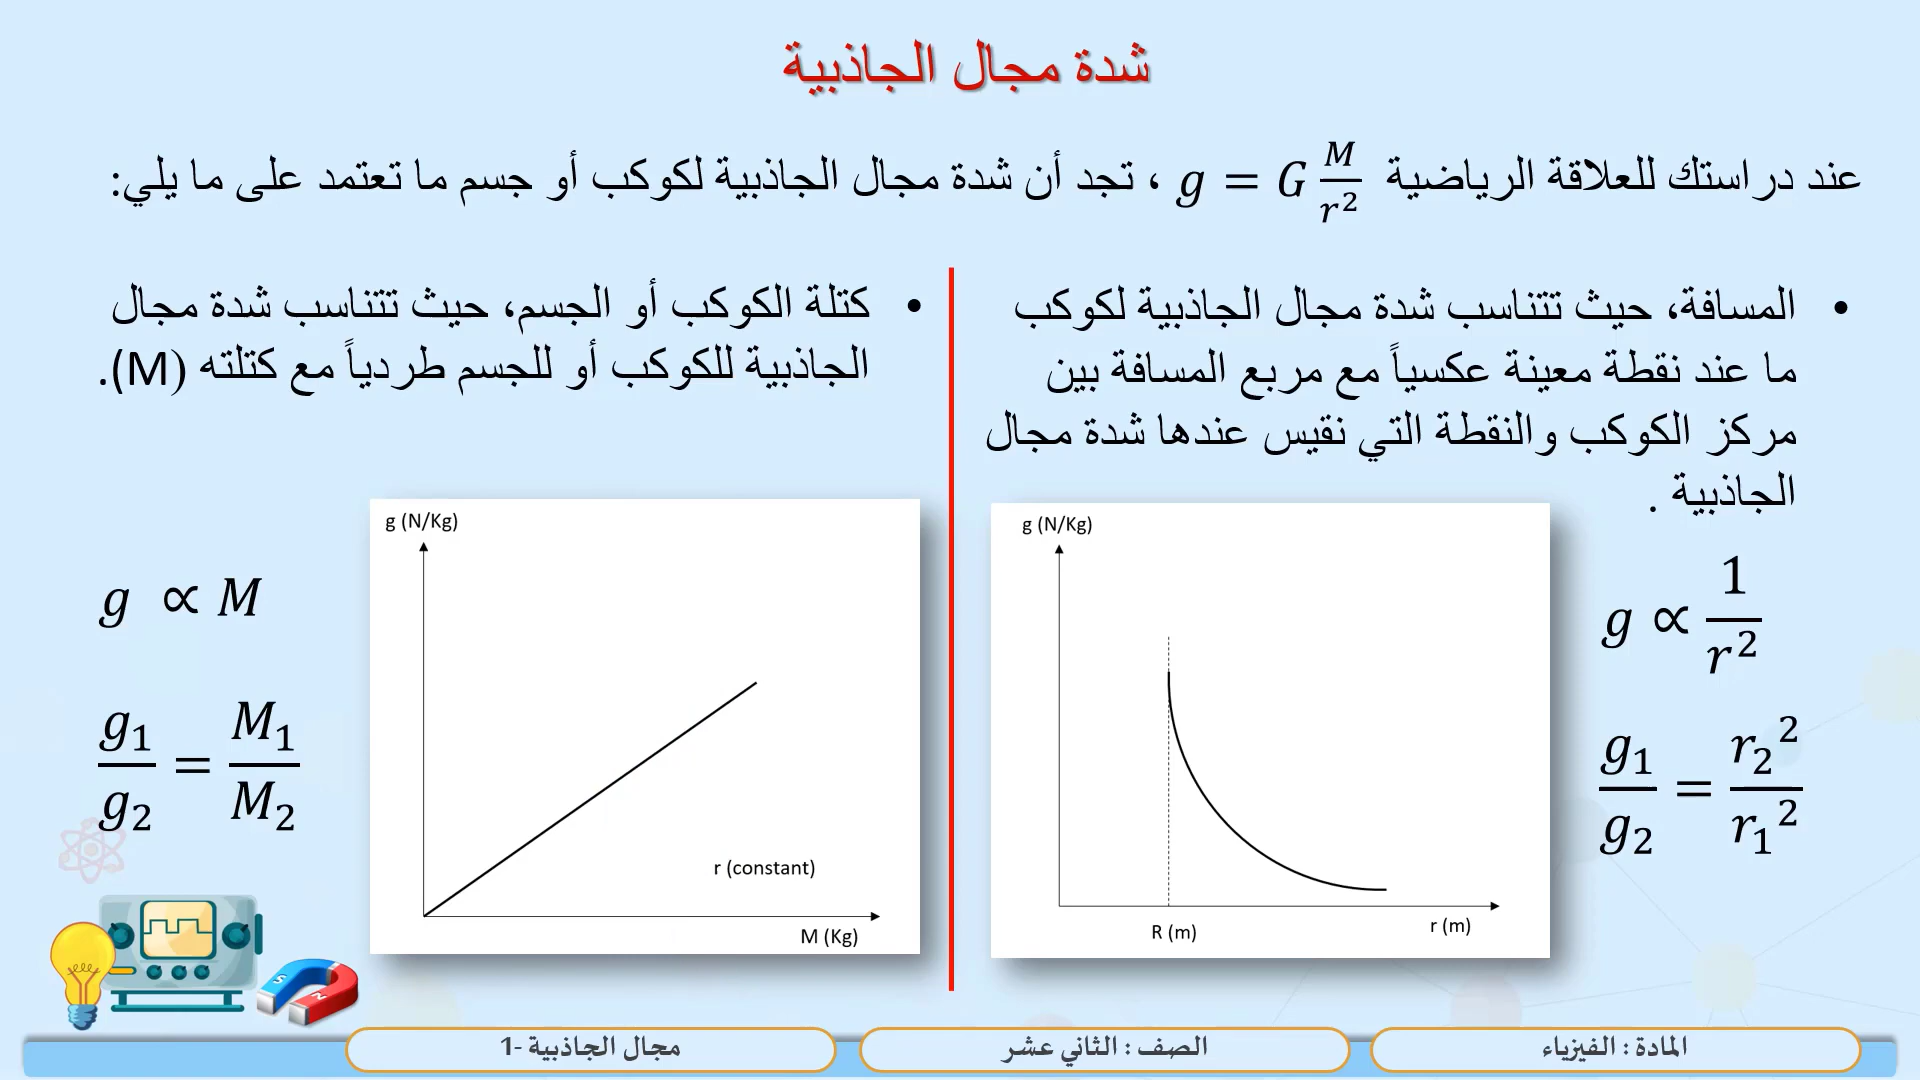 شدة مجال الجاذبية
عند دراستك للعلاقة الرياضية g = G M/r² ، تجد أن شدة مجال الجاذبية لكوكب أو جسم ما تعتمد على ما يلي:
• المسافة، حيث تتناسب شدة مجال الجاذبية لكوكب
ما عند نقطة معينة عكسياً مع مربع المسافة بين
مركز الكوكب والنقطة التي نقيس عندها شدة مجال
الجاذبية .
g ∝ 1/r²
g₁/g₂ = r₂²/r₁²
g (N/Kg)
R (m)
r (m)
• كتلة الكوكب أو الجسم، حيث تتناسب شدة مجال
الجاذبية للكوكب أو للجسم طردياً مع كتلته (M).
g (N/Kg)
r (constant)
M (Kg)
g ∝ M
g₁/g₂ = M₁/M₂
S
N
المادة : الفيزياء
الصف : الثاني عشر
مجال الجاذبية -1